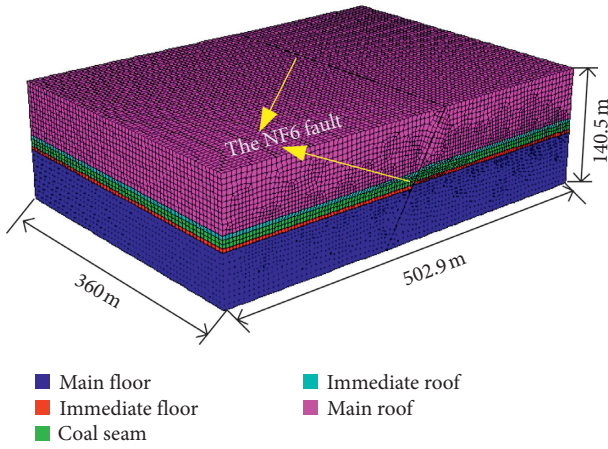 The NF6 fault
140.5 m
502.9 m
360 m
Main floor
Immediate roof
Immediate floor
Main roof
Coal seam